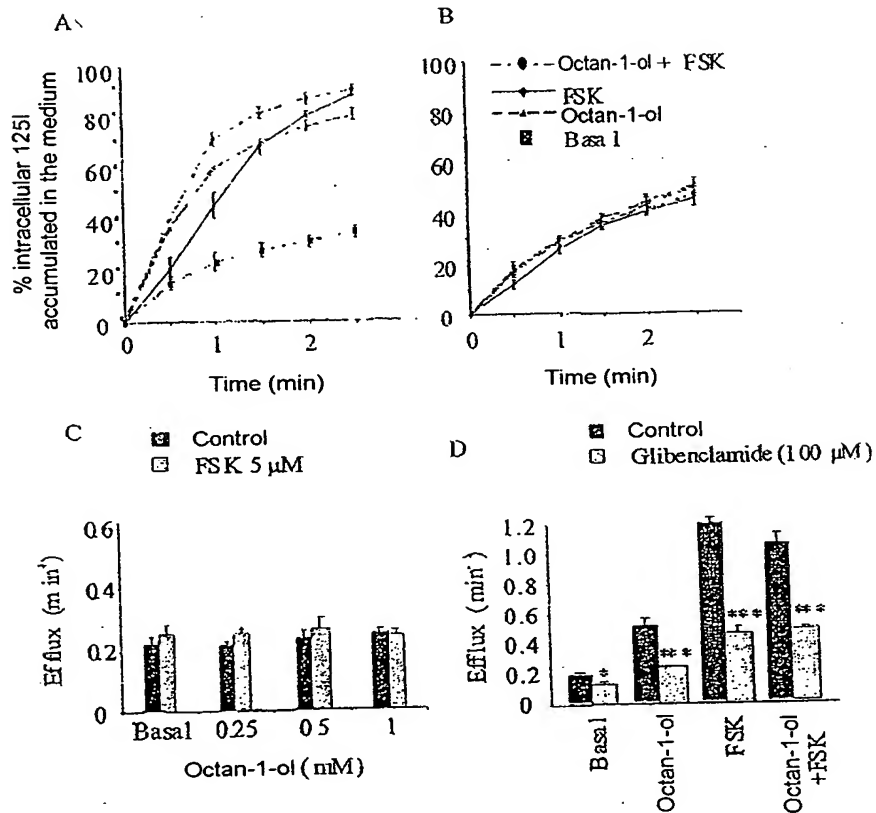 A
% intracellular 125I
accumulated in the medium
100
80
60
40
20
0
0 1 2
Time (min)
B
100
80
60
40
20
0
Octan-1-ol + FSK
FSK
Octan-1-ol
Basal
0 1 2
Time (min)
C
Control
FSK 5 µM
Efflux (min
0.6
0.4
0.2
0
Basal 0.25 0 5 1
Octan-1-ol (mM)
D
Control
Glibenclamide (100 µM)
Efflux (min
1.2
1.0
0.8
0.6
0.4
0.2
0
*
***
***
***
Basal
Octan-1-ol
FSK
Octan-1-ol
+FSK